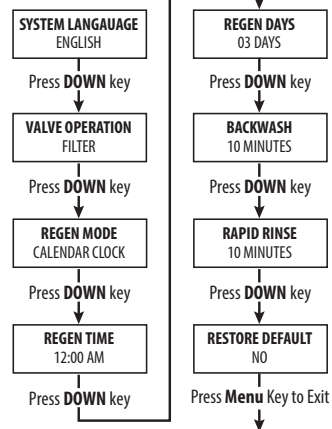 SYSTEM LANGAUAGE
ENGLISH
Press DOWN key
VALVE OPERATION
FILTER
Press DOWN key
REGEN MODE
CALENDAR CLOCK
Press DOWN key
REGEN TIME
12:00 AM
Press DOWN key
REGEN DAYS
03 DAYS
Press DOWN key
BACKWASH
10 MINUTES
Press DOWN key
RAPID RINSE
10 MINUTES
Press DOWN key
RESTORE DEFAULT
NO
Press Menu Key to Exit